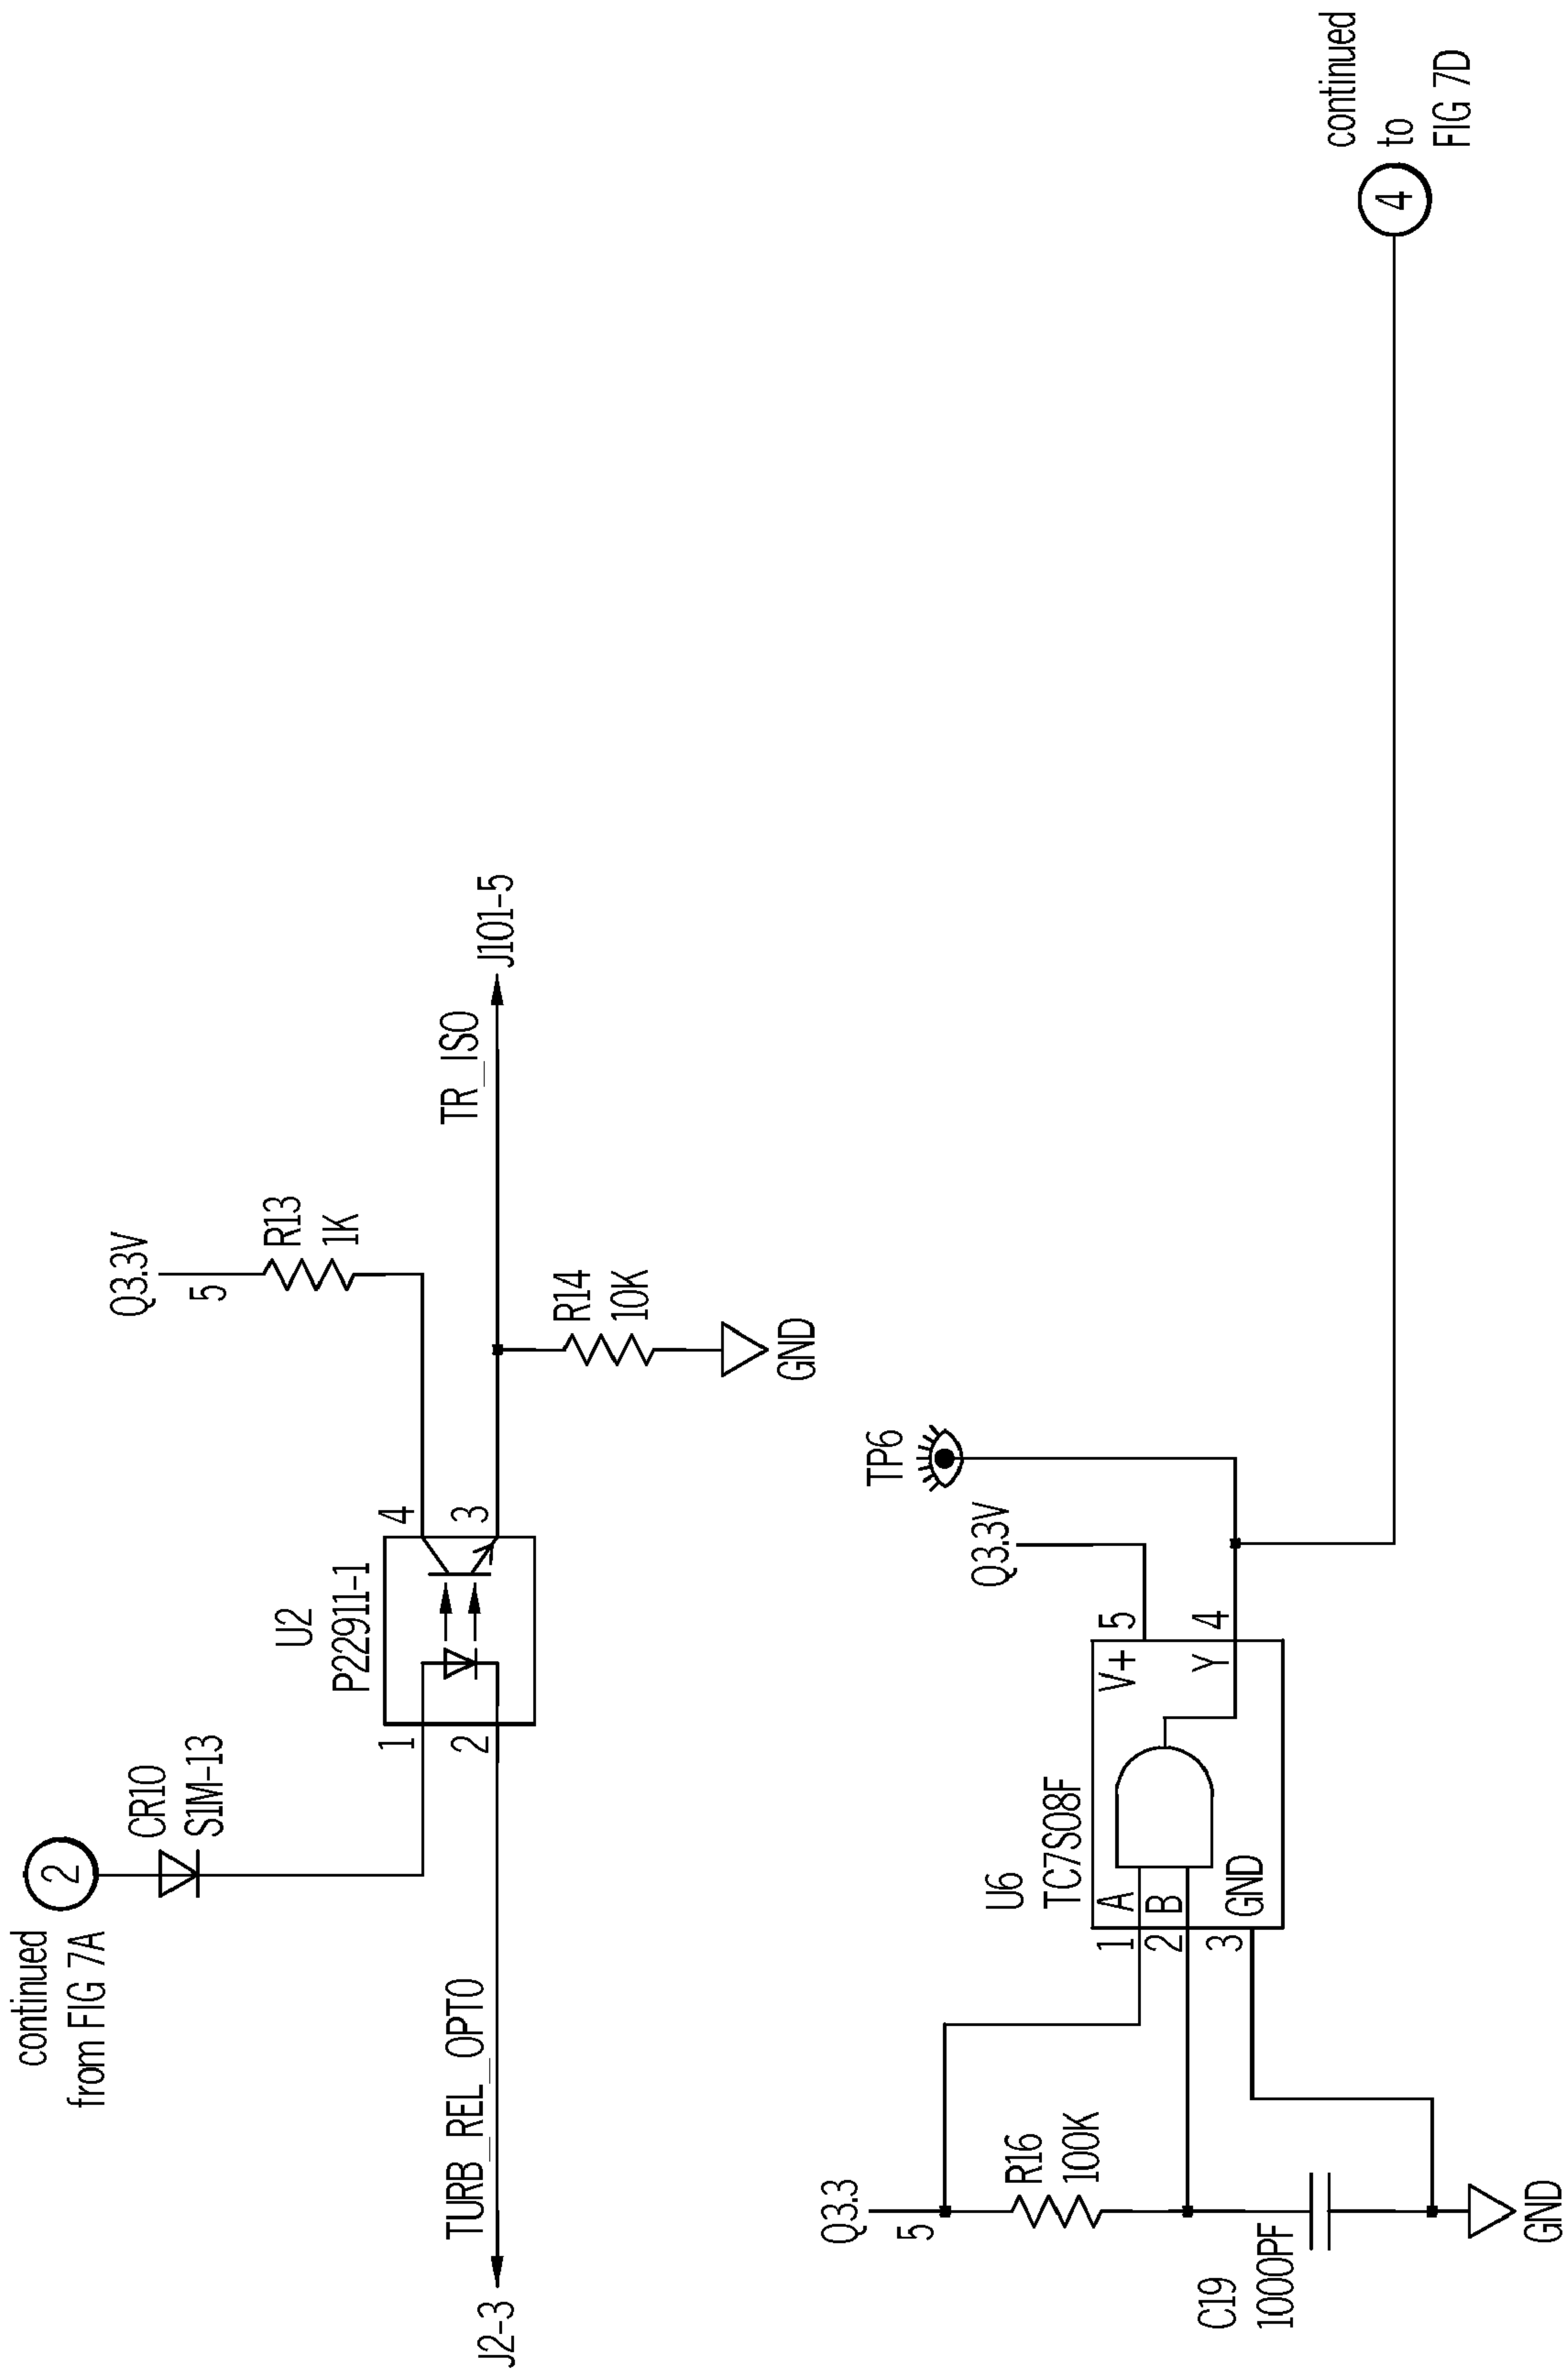 continued
from FIG 7A
2
CR10
S1M-13
Q3.3V
5
R13
1K
U2
P22911-1
1
2
4
3
TURB_REL_OPTO
J2-3
TR_ISO
J101-5
R14
10K
GND
TP6
Q3.3V
Q3.3
5
R16
100K
C19
1000PF
GND
U6
TC7S08F
1
A
2
B
3
GND
V+
5
Y
4
4
continued
to
FIG 7D